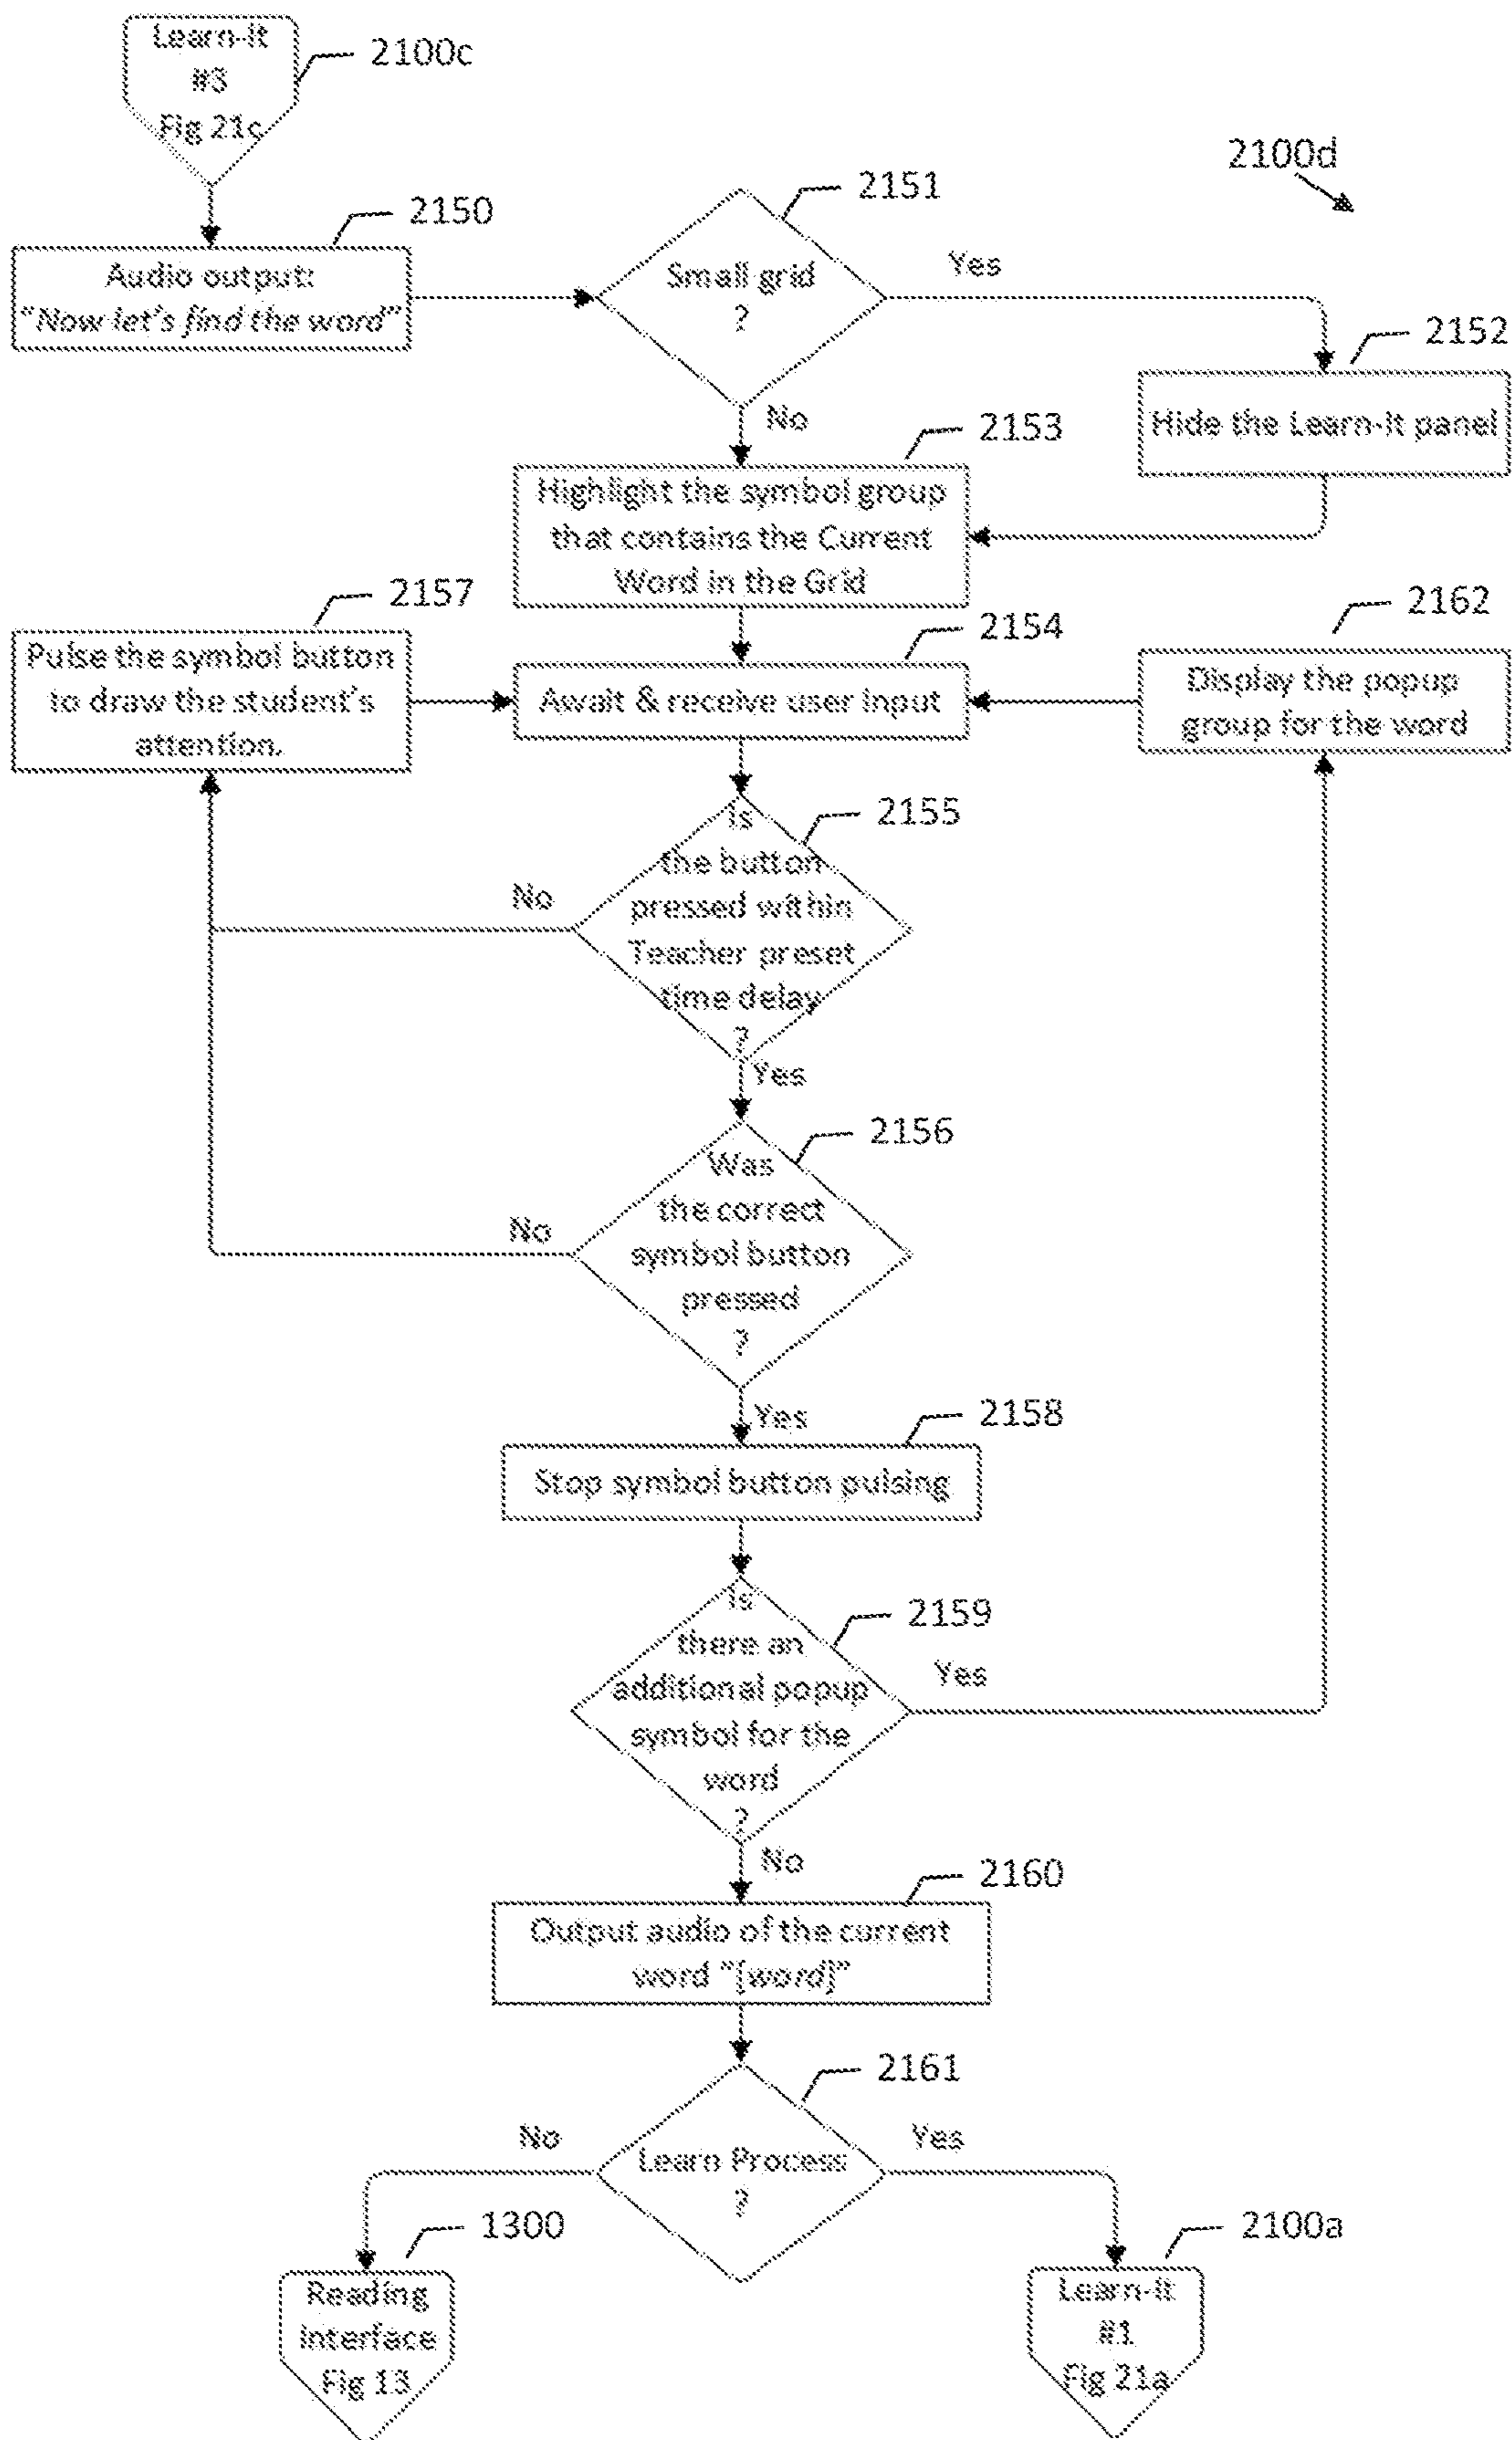 Learn-It
#3
Fig 21c
2100c
2100d
2150
Audio output:
"Now let's find the word"
2151
Small grid
?
Yes
No
2152
Hide the Learn-It panel
2153
Highlight the symbol group
that contains the Current
Word in the Grid
2157
Pulse the symbol button
to draw the student's
attention.
2154
Await & receive user input
2162
Display the popup
group for the word
2155
Is
the button
pressed within
Teacher preset
time delay
?
No
Yes
2156
Was
the correct
symbol button
pressed
?
No
Yes
2158
Stop symbol button pulsing
2159
Is
there an
additional popup
symbol for the
word
?
Yes
No
2160
Output audio of the current
word "[word]"
2161
Learn Process
?
No
Yes
1300
Reading
interface
Fig 13
2100a
Learn-It
#1
Fig 21a